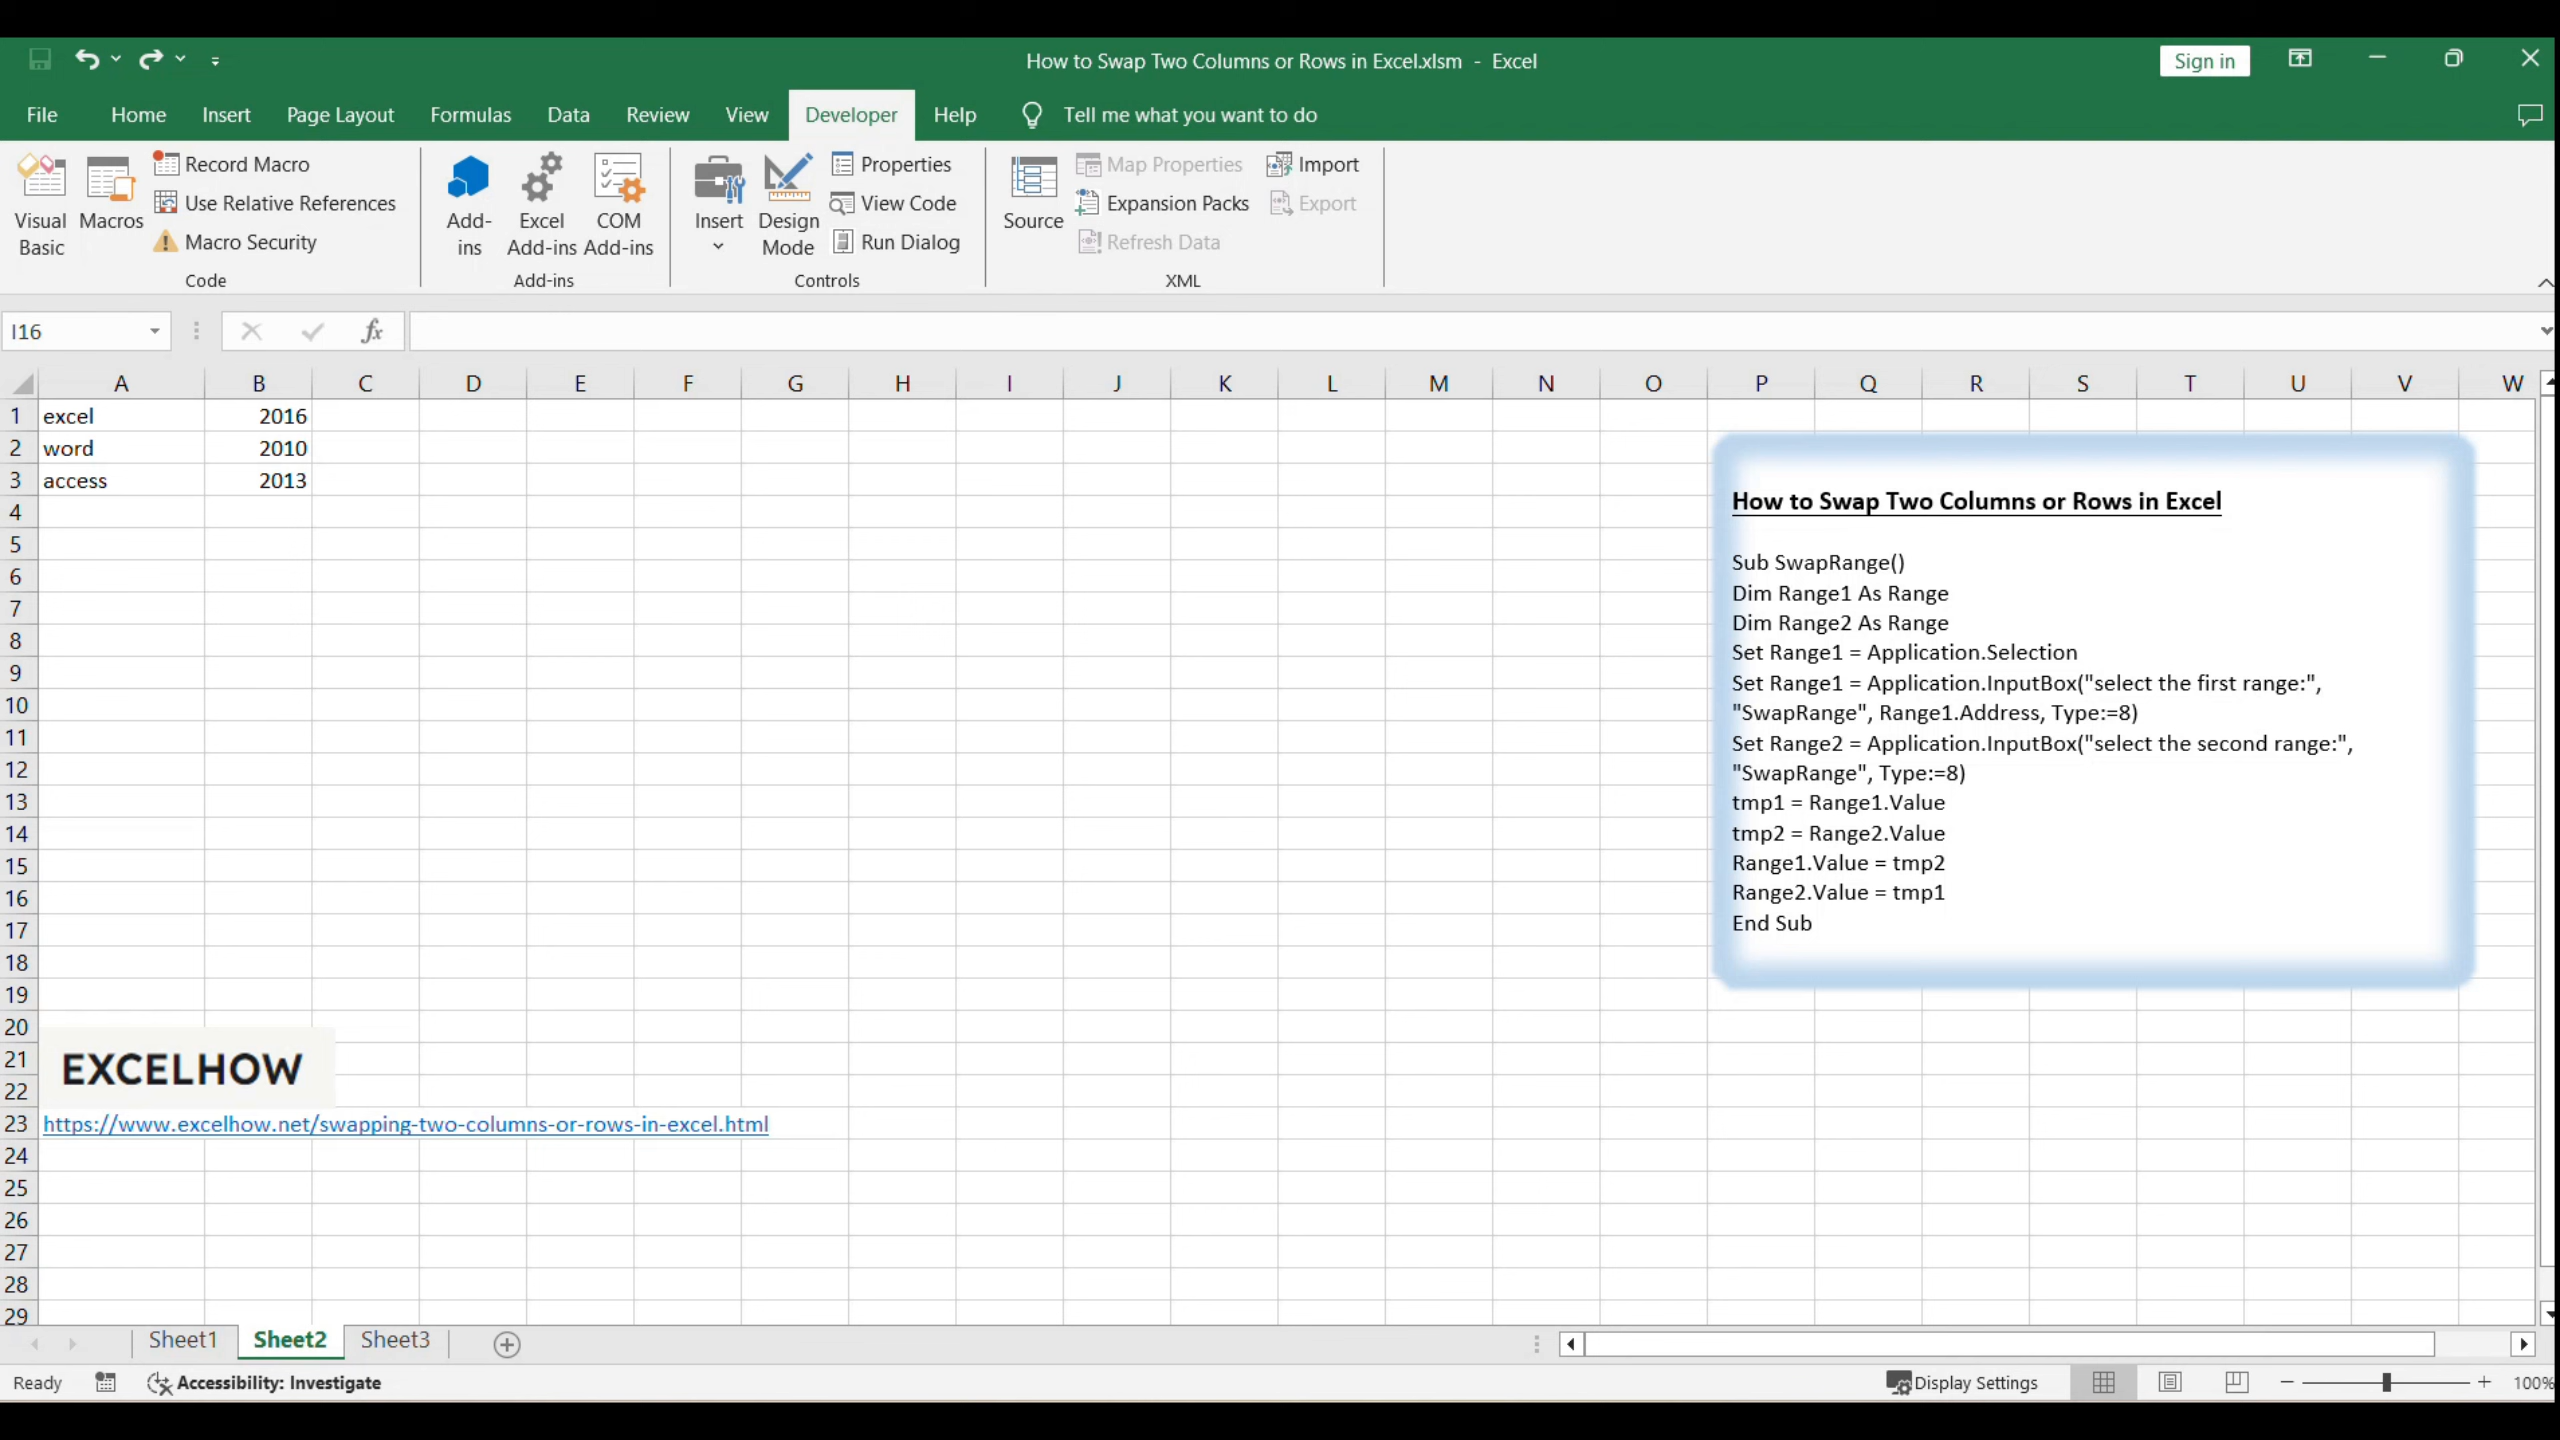 How to Swap Two Columns or Rows in Excel.xlsm - Excel
Sign in
File Home Insert Page Layout Formulas Data Review View Developer Help Tell me what you want to do
Visual Basic
Macros
Record Macro
Use Relative References
Macro Security
Code
Add-ins
Excel Add-ins
COM Add-ins
Add-ins
Insert
Design Mode
Properties
View Code
Run Dialog
Controls
Source
Map Properties
Expansion Packs
Refresh Data
Import
Export
XML
I16
fx
A B C D E F G H I J K L M N O P Q R S T U V W
1 excel 2016
2 word 2010
3 access 2013
4
5
6
7
8
9
10
11
12
13
14
15
16
17
18
19
20
21
22
23 https://www.excelhow.net/swapping-two-columns-or-rows-in-excel.html
24
25
26
27
28
29
EXCELHOW
How to Swap Two Columns or Rows in Excel
Sub SwapRange()
Dim Range1 As Range
Dim Range2 As Range
Set Range1 = Application.Selection
Set Range1 = Application.InputBox("select the first range:",
"SwapRange", Range1.Address, Type:=8)
Set Range2 = Application.InputBox("select the second range:",
"SwapRange", Type:=8)
tmp1 = Range1.Value
tmp2 = Range2.Value
Range1.Value = tmp2
Range2.Value = tmp1
End Sub
Sheet1 Sheet2 Sheet3
Ready Accessibility: Investigate Display Settings 100%